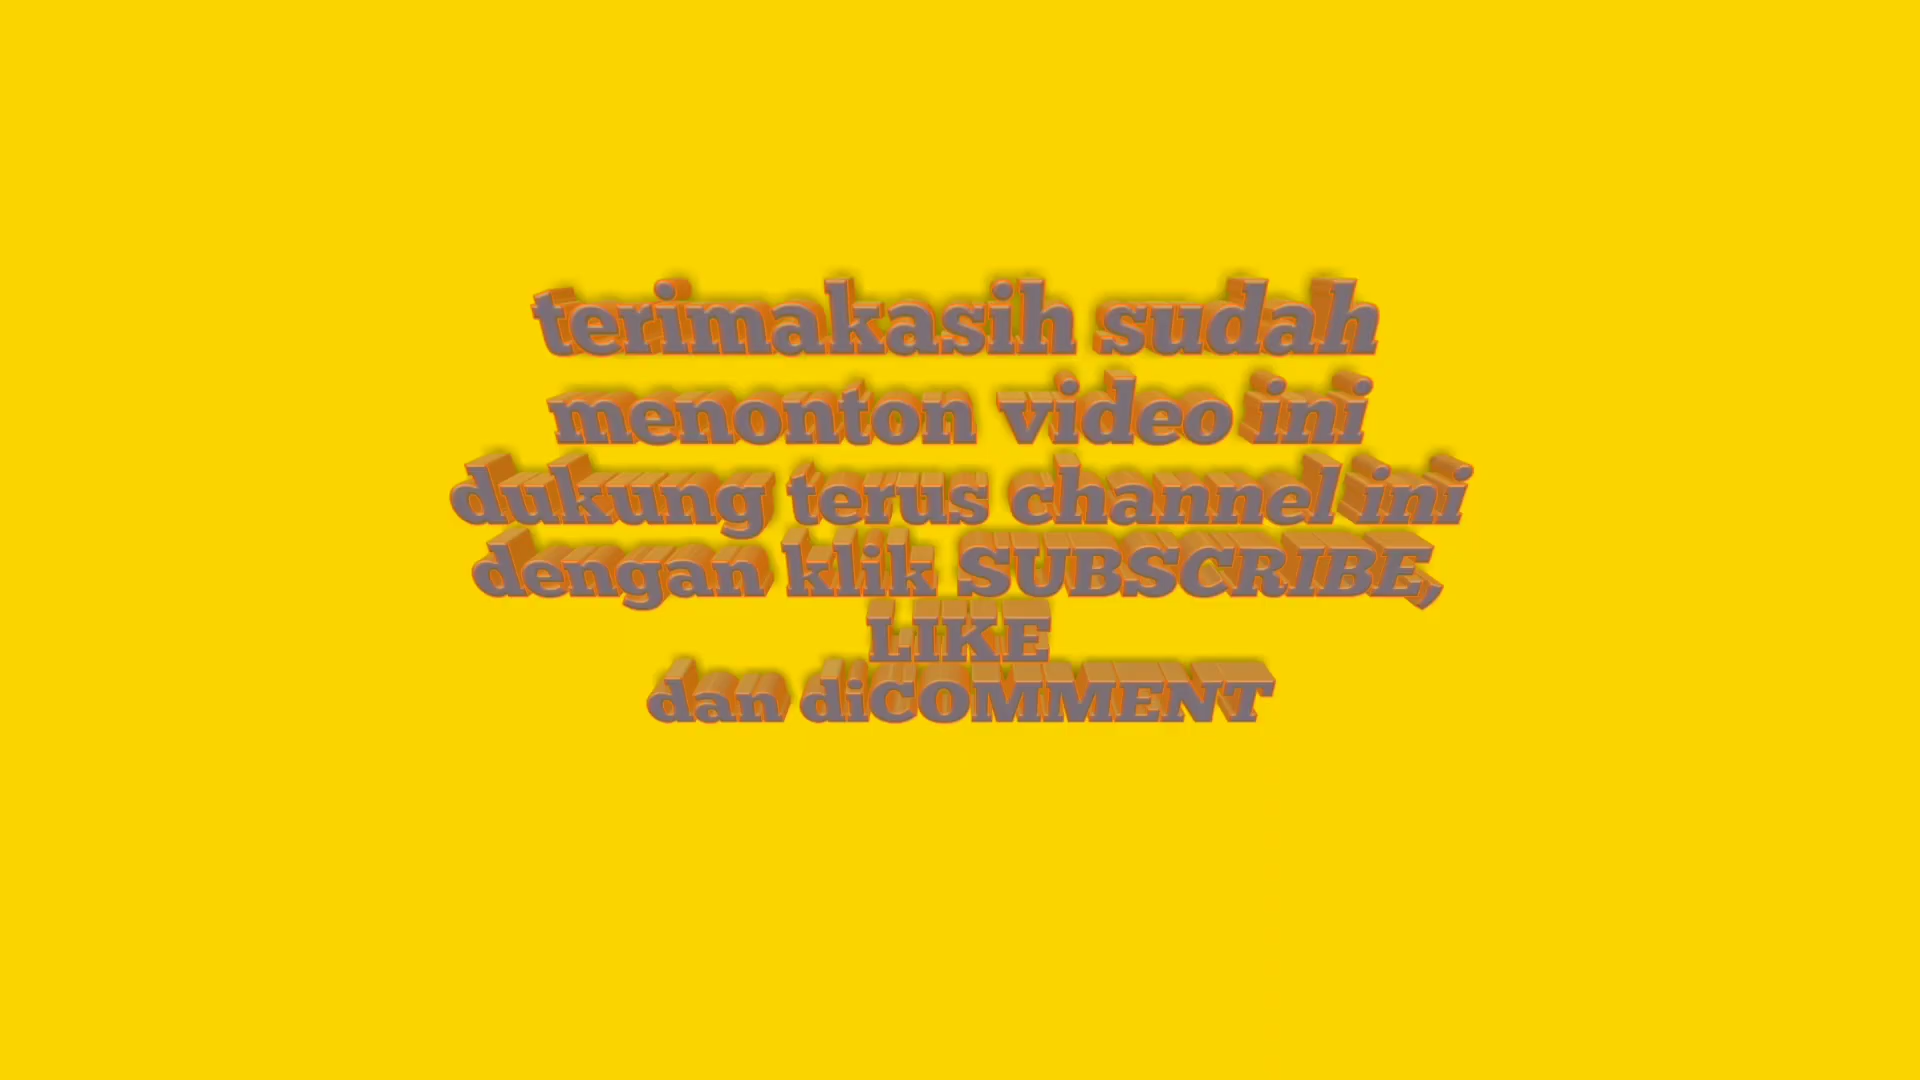 terimakasih sudah
menonton video ini
dukung terus channel ini
dengan klik SUBSCRIBE,
LIKE
dan diCOMMENT